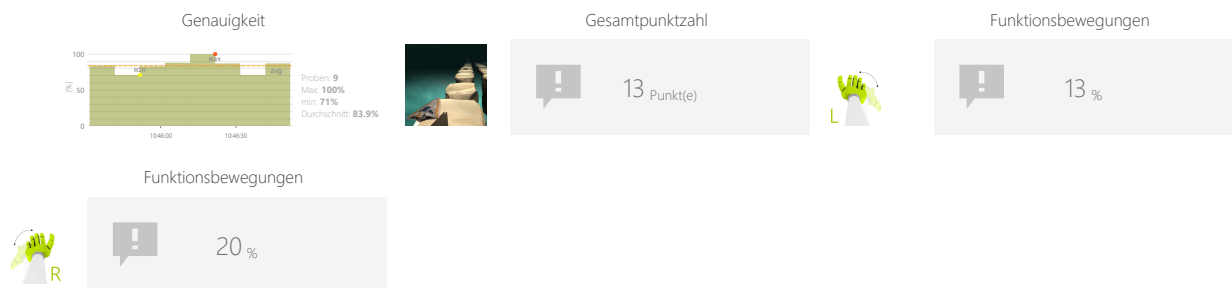 Genauigkeit
100
50
0
[%]
min
max
avg
10:46:00
10:46:30
Proben: 9
Max: 100%
min: 71%
Durchschnitt: 83.9%
Gesamtpunktzahl
13 Punkt(e)
Funktionsbewegungen
L
13 %
Funktionsbewegungen
R
20 %